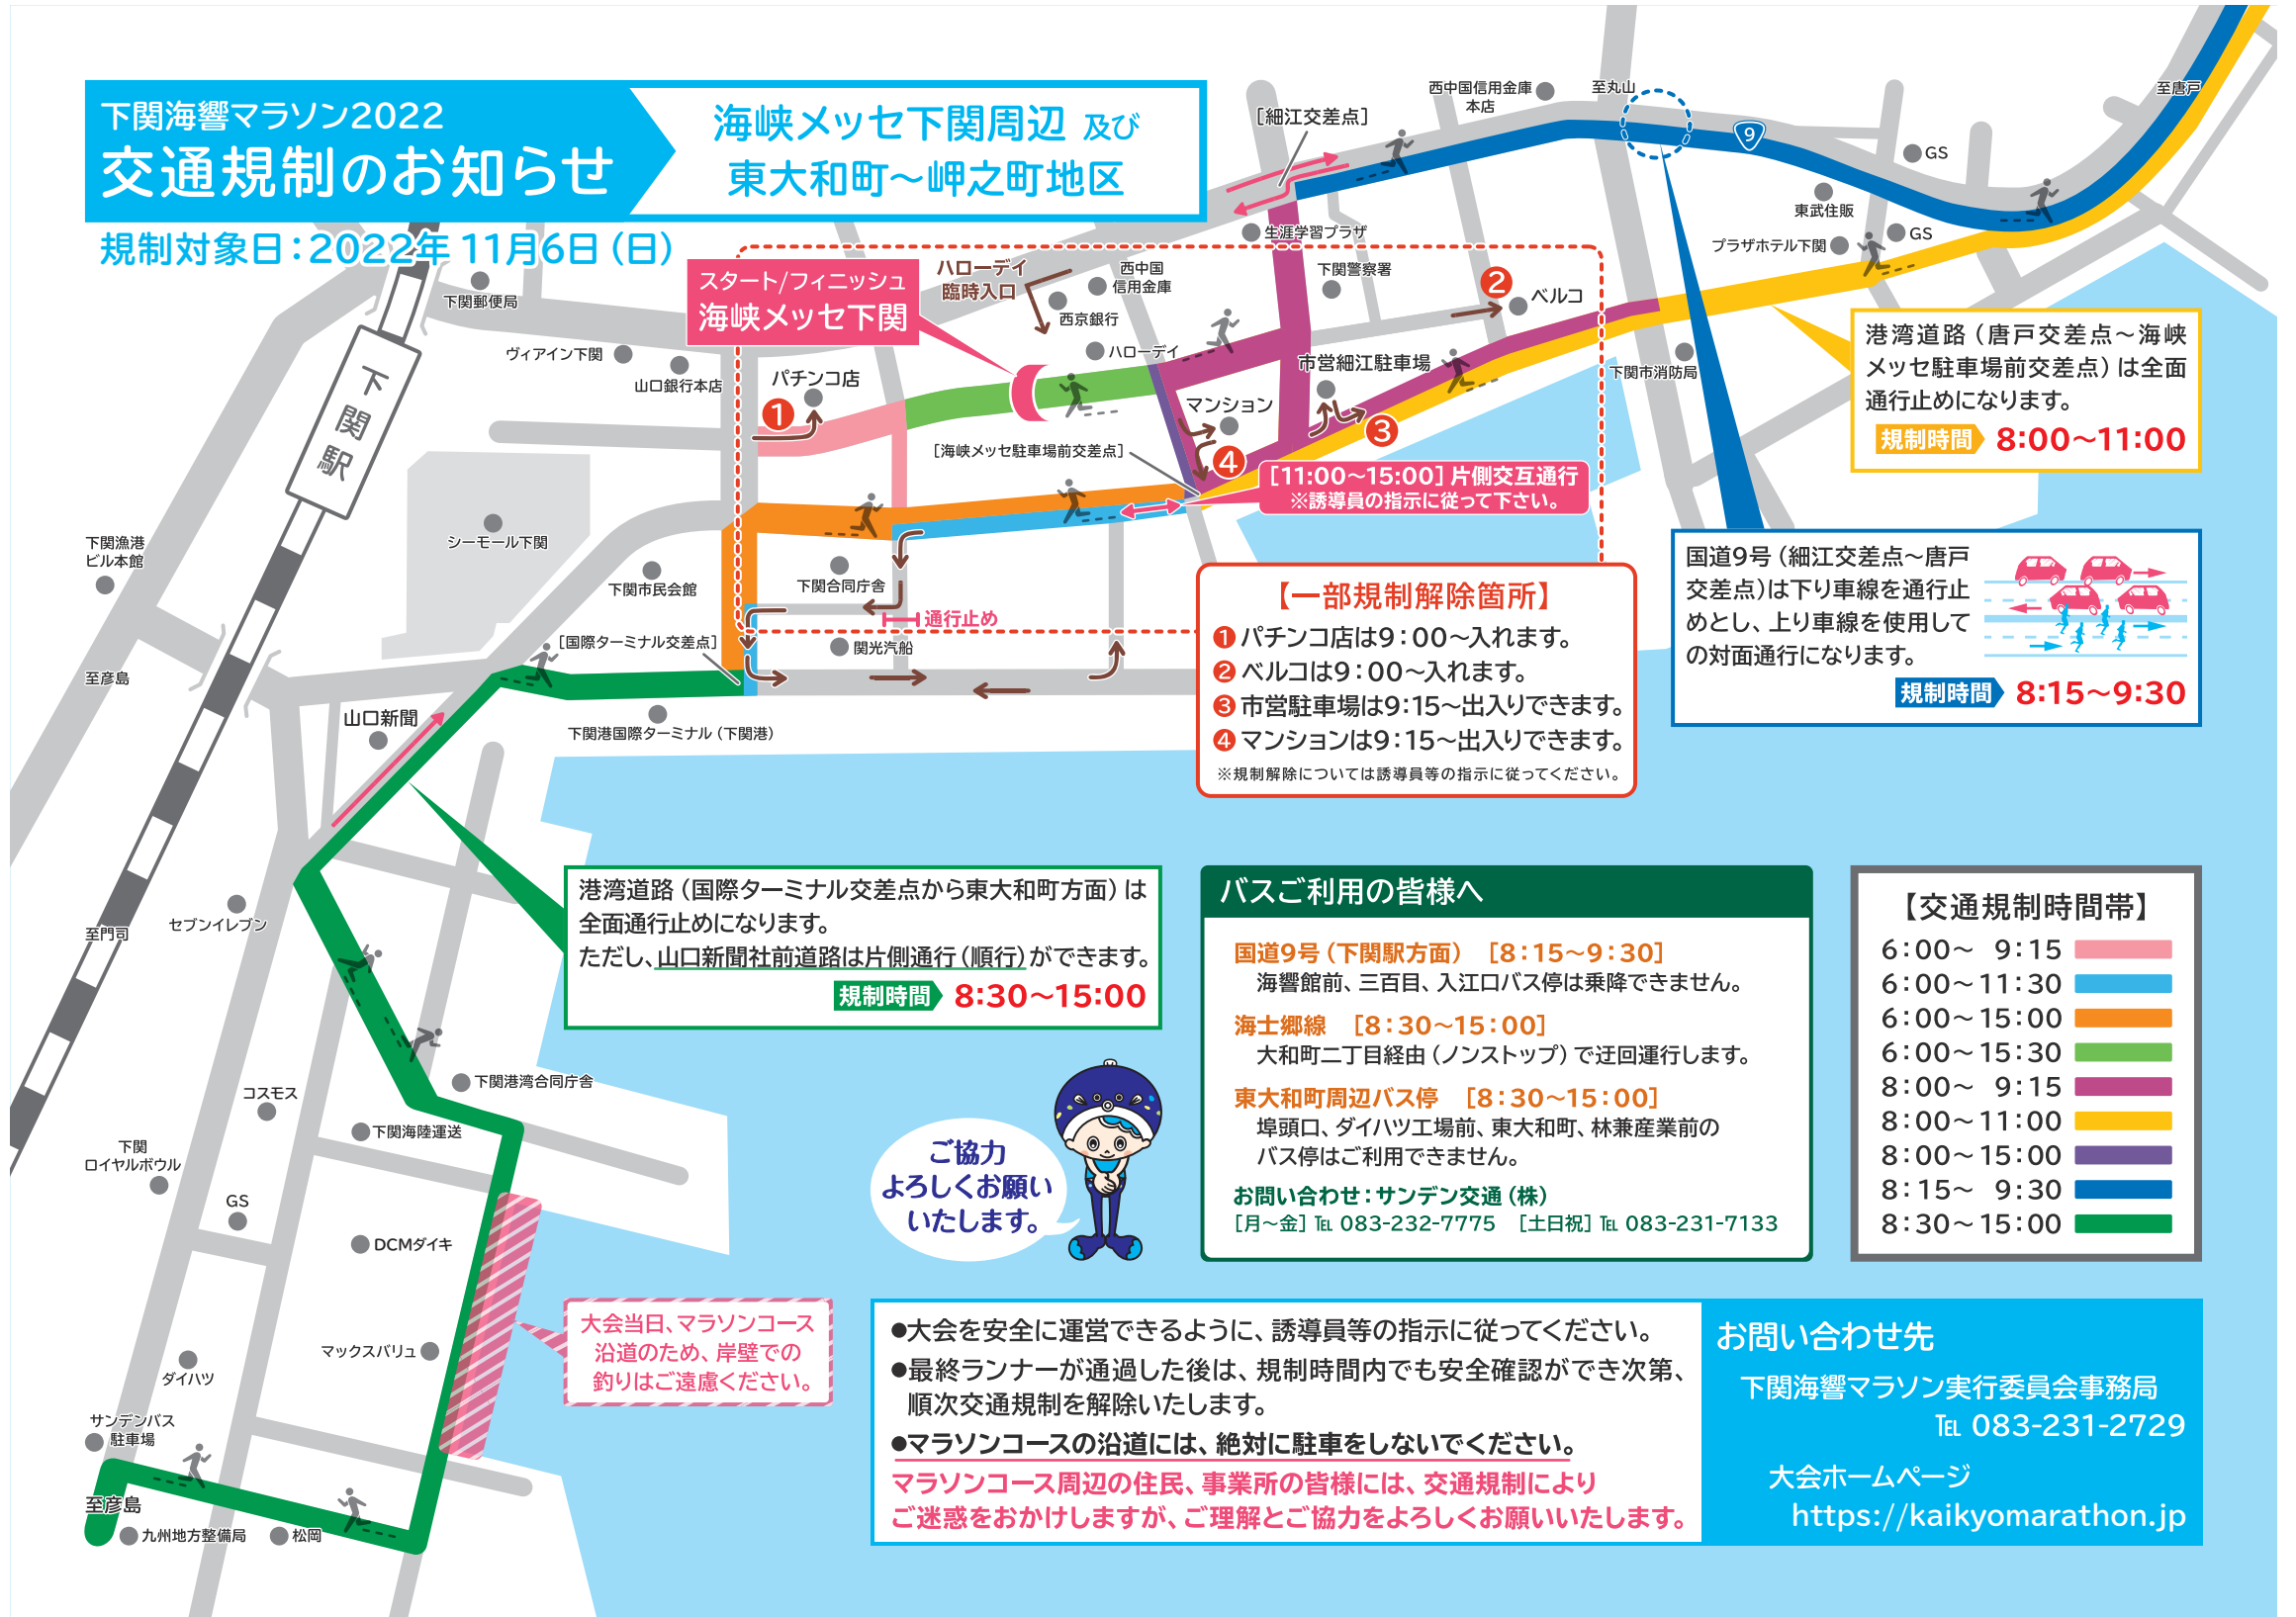 下関海響マラソン2022
交通規制のお知らせ
海峡メッセ下関周辺 及び
東大和町～岬之町地区
規制対象日：2022年 11月6日（日）
[細江交差点]
西中国信用金庫
本店
至丸山
至唐戸
9
GS
東武住販
GS
プラザホテル下関
生涯学習プラザ
下関郵便局
スタート/フィニッシュ
海峡メッセ下関
ハローデイ
臨時入口
西中国
信用金庫
西京銀行
ハローデイ
下関警察署
2
ベルコ
ヴィアイン下関
山口銀行本店
パチンコ店
1
市営細江駐車場
マンション
3
4
下関市消防局
下関駅
[海峡メッセ駐車場前交差点]
[11:00～15:00] 片側交互通行
※誘導員の指示に従って下さい。
港湾道路（唐戸交差点～海峡
メッセ駐車場前交差点）は全面
通行止めになります。
規制時間 8:00～11:00
国道9号（細江交差点～唐戸
交差点）は下り車線を通行止
めとし、上り車線を使用して
の対面通行になります。
規制時間 8:15～9:30
下関漁港
ビル本館
シーモール下関
下関市民会館
下関合同庁舎
通行止め
[国際ターミナル交差点]
関光汽船
至彦島
山口新聞
下関港国際ターミナル（下関港）
【一部規制解除箇所】
1 パチンコ店は9：00～入れます。
2 ベルコは9：00～入れます。
3 市営駐車場は9：15～出入りできます。
4 マンションは9：15～出入りできます。
※規制解除については誘導員等の指示に従ってください。
港湾道路（国際ターミナル交差点から東大和町方面）は
全面通行止めになります。
ただし、山口新聞社前道路は片側通行（順行）ができます。
規制時間 8:30～15:00
セブンイレブン
至門司
コスモス
下関港湾合同庁舎
下関海陸運送
下関
ロイヤルボウル
GS
DCMダイキ
マックスバリュ
ダイハツ
サンデンバス
駐車場
至彦島
九州地方整備局
松岡
大会当日、マラソンコース
沿道のため、岸壁での
釣りはご遠慮ください。
ご協力
よろしくお願い
いたします。
バスご利用の皆様へ
国道9号（下関駅方面） [8：15～9：30]
海響館前、三百目、入江口バス停は乗降できません。
海士郷線 [8：30～15：00]
大和町二丁目経由（ノンストップ）で迂回運行します。
東大和町周辺バス停 [8：30～15：00]
埠頭口、ダイハツ工場前、東大和町、林兼産業前の
バス停はご利用できません。
お問い合わせ：サンデン交通（株）
[月～金] ℡ 083-232-7775 [土日祝] ℡ 083-231-7133
【交通規制時間帯】
6：00～ 9：15
6：00～11：30
6：00～15：00
6：00～15：30
8：00～ 9：15
8：00～11：00
8：00～15：00
8：15～ 9：30
8：30～15：00
●大会を安全に運営できるように、誘導員等の指示に従ってください。
●最終ランナーが通過した後は、規制時間内でも安全確認ができ次第、
順次交通規制を解除いたします。
●マラソンコースの沿道には、絶対に駐車をしないでください。
マラソンコース周辺の住民、事業所の皆様には、交通規制により
ご迷惑をおかけしますが、ご理解とご協力をよろしくお願いいたします。
お問い合わせ先
下関海響マラソン実行委員会事務局
℡ 083-231-2729
大会ホームページ
https://kaikyomarathon.jp